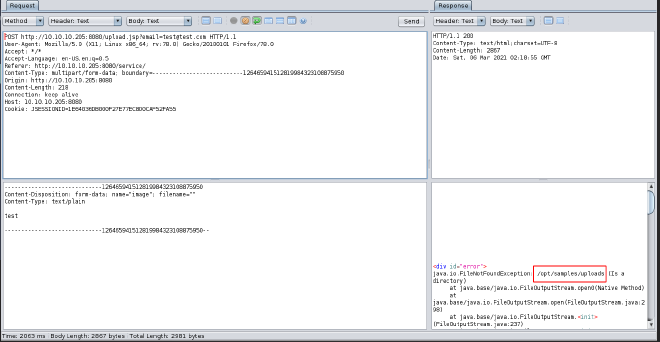 Request
Method Header: Text Body: Text Send
POST http://10.10.10.205:8080/upload.jsp?email=test@test.com HTTP/1.1
User-Agent: Mozilla/5.0 (X11; Linux x86_64; rv:78.0) Gecko/20100101 Firefox/78.0
Accept: */*
Accept-Language: en-US,en;q=0.5
Referer: http://10.10.10.205:8080/service/
Content-Type: multipart/form-data; boundary=---------------------------126465941512819984323108875950
Origin: http://10.10.10.205:8080
Content-Length: 218
Connection: keep-alive
Host: 10.10.10.205:8080
-----------------------------126465941512819984323108875950
Content-Disposition: form-data; name="image"; filename=""
Content-Type: text/plain
test
-----------------------------126465941512819984323108875950--
Response
Header: Text Body: Text
HTTP/1.1 200
Content-Type: text/html;charset=UTF-8
Content-Length: 2867
Date: Sat, 06 Mar 2021 02:10:55 GMT
<div id="error">
java.io.FileNotFoundException: /opt/samples/uploads (Is a
directory)
at java.base/java.io.FileOutputStream.open0(Native Method)
at
java.base/java.io.FileOutputStream.open(FileOutputStream.java:2
98)
at java.base/java.io.FileOutputStream.<init>
(FileOutputStream.java:237)
Time: 2063 ms Body Length: 2867 bytes Total Length: 2981 bytes